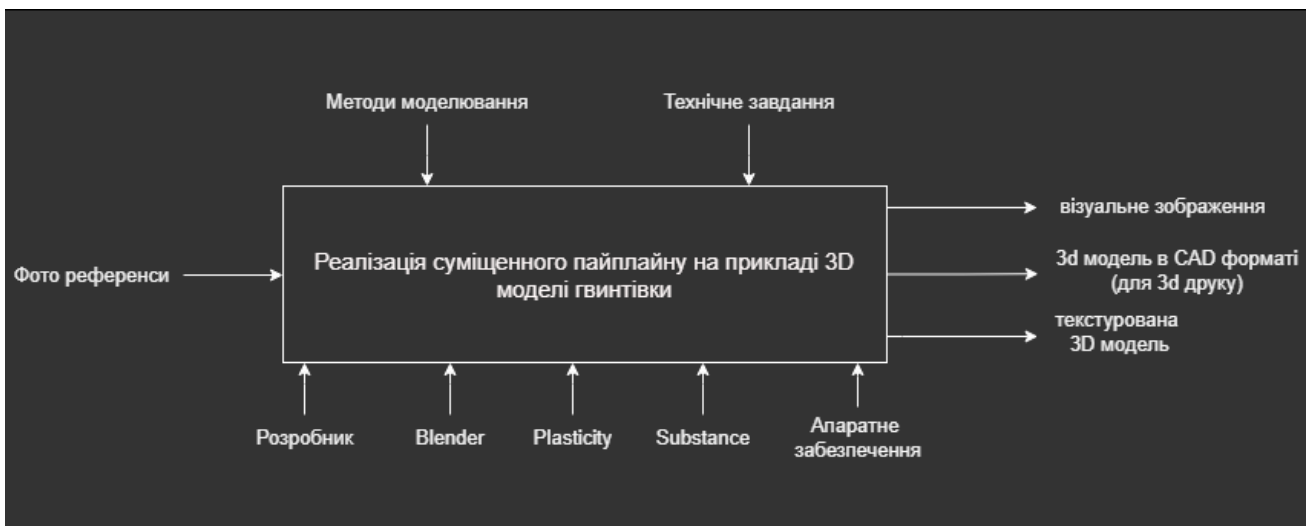 Методи моделювання
Технічне завдання
візуальне зображення
Фото референси
Реалізація суміщенного пайплайну на прикладі 3D
моделі гвинтівки
3d модель в CAD форматі
(для 3d друку)
текстурована
3D модель
Розробник
Blender
Plasticity
Substance
Апаратне
забезпечення